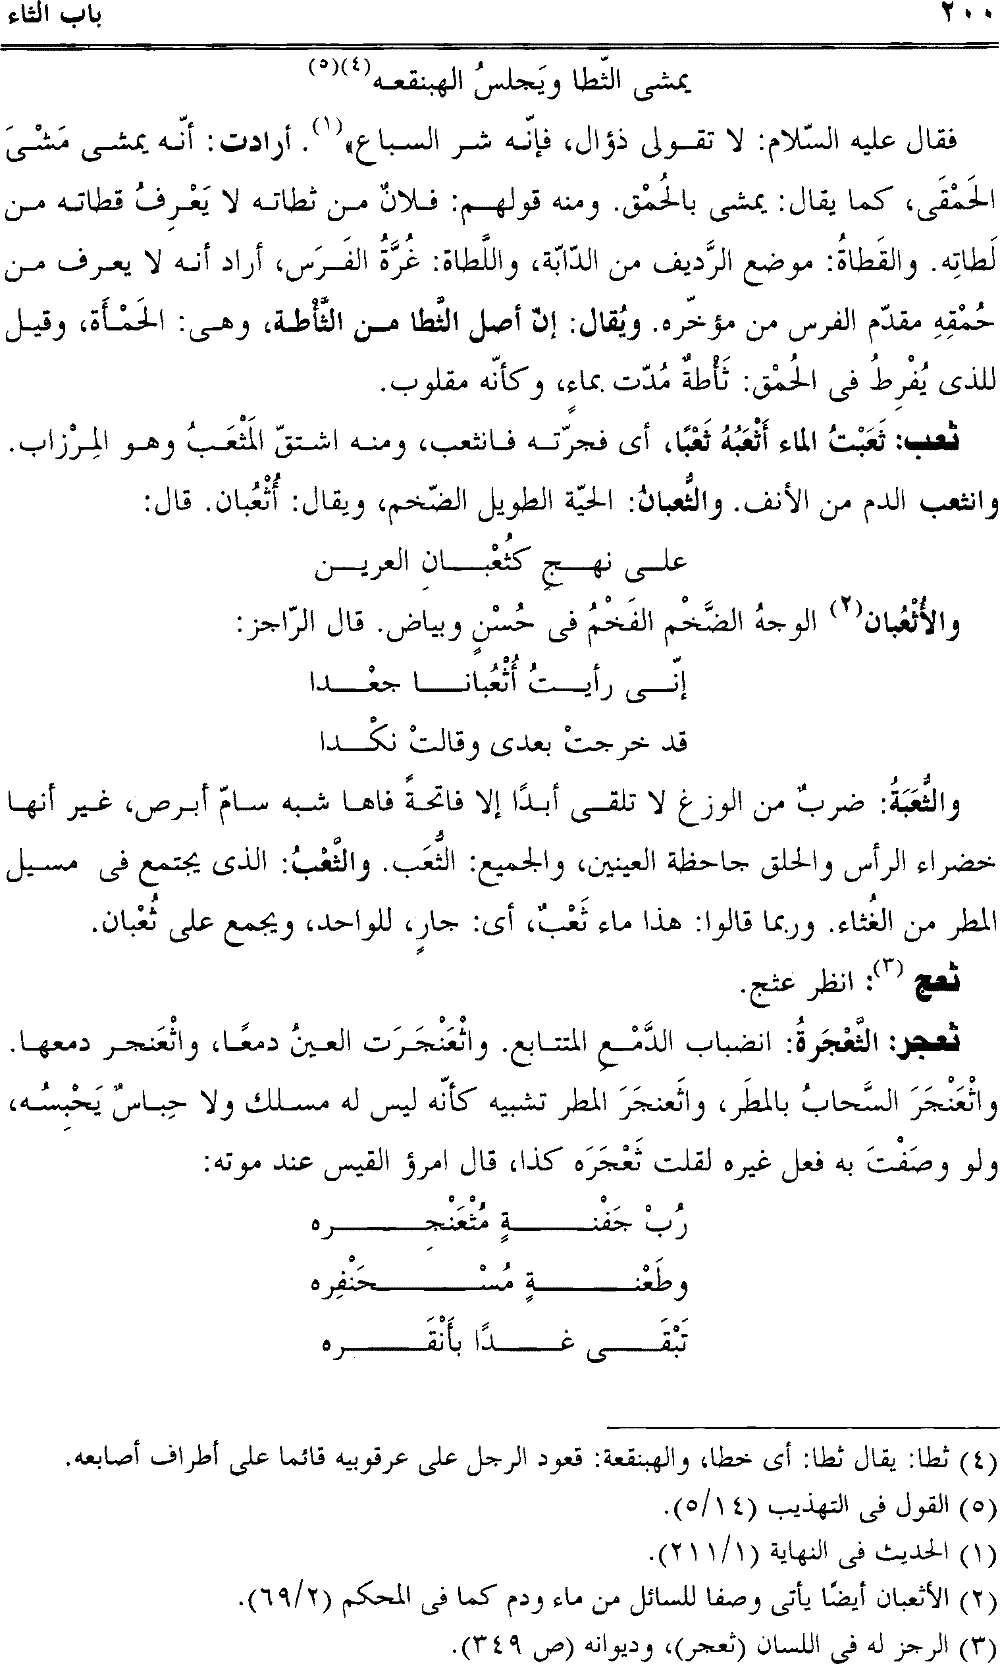 ٢٠٠ باب الثاء
يمشى الثّطا ويَجلسُ الهبنقعه(٤)(٥)
فقال عليه السّلام: لا تقولى ذؤال، فإنّه شر السباع»(١). أرادت: أنّه يمشى مَشْىَ
الحَمْقَى، كما يقال: يمشى بالحُمْق. ومنه قولهم: فلانٌ من ثطاته لا يَعْرِفُ قطاته من
لَطاتِه. والقَطاةُ: موضع الرَّديف من الدّابّة، واللَّطاة: غُرَّةُ الفَرَس، أراد أنه لا يعرف من
حُمْقِهِ مقدّم الفرس من مؤخّره. ويُقال: إنّ أصل الثَّطا من الثَّأْطة، وهى: الحَمْأَة، وقيل
للذى يُفْرِطُ فى الحُمْق: ثَأْطةٌ مُدّت بماءٍ، وكأنّه مقلوب.
ثعب: ثَعَبْتُ الماء أَثْعَبُهُ ثَعْبًا، أى فجرّته فانثعب، ومنه اشتقّ المَثْعَبُ وهو المِرْزاب.
وانثعب الدم من الأنف. والثُّعبانُ: الحيّة الطويل الضّخم، ويقال: أُثْعُبان. قال:
على نهجٍ كثُعْبانِ العرين
والأُثْعُبان(٢) الوجهُ الضَّخْم الفَخْمُ فى حُسْنٍ وبياض. قال الرّاجز:
إنّى رأيتُ أُثْعُبانا جعْدا
قد خرجتْ بعدى وقالتْ نكْدا
والثُّعَبَةُ: ضربٌ من الوزغ لا تلقى أبدًا إلا فاتحةً فاها شبه سامّ أبرص، غير أنها
خضراء الرأس والحلق جاحظة العينين، والجميع: الثُّعَب. والثَّعْبُ: الذى يجتمع فى مسيل
المطر من الغُثاء. وربما قالوا: هذا ماء ثَعْبٌ، أى: جارٍ، للواحد، ويجمع على ثُعْبان.
ثعج (٣): انظر عثج.
ثعجر: الثَّعْجَرةُ: انضباب الدَّمْعِ المتتابع. واثْعَنْجَرَت العينُ دمعًا، واثْعَنجر دمعها.
واثْعَنْجَرَ السَّحابُ بالمطَر، واثَعنجَرَ المطر تشبيه كأنّه ليس له مسلك ولا حِباسٌ يَحْبِسُه،
ولو وصَفْتَ به فعل غيره لقلت ثَعْجَرَه كذا، قال امرؤ القيس عند موته:
رُبْ جَفْنةٍ مُثْعَنْجِره
وطَعْنةٍ مُسْحَنْفِره
تَبْقَى غدًا بأَنْقَره
(٤) ثطا: يقال ثطا: أى خطا، والهبنقعة: قعود الرجل على عرقوبيه قائما على أطراف أصابعه.
(٥) القول فى التهذيب (٥/١٤).
(١) الحديث فى النهاية (٢١١/١).
(٢) الأثعبان أيضًا يأتى وصفا للسائل من ماء ودم كما فى المحكم (٦٩/٢).
(٣) الرجز له فى اللسان (ثعجر)، وديوانه (ص ٣٤٩).